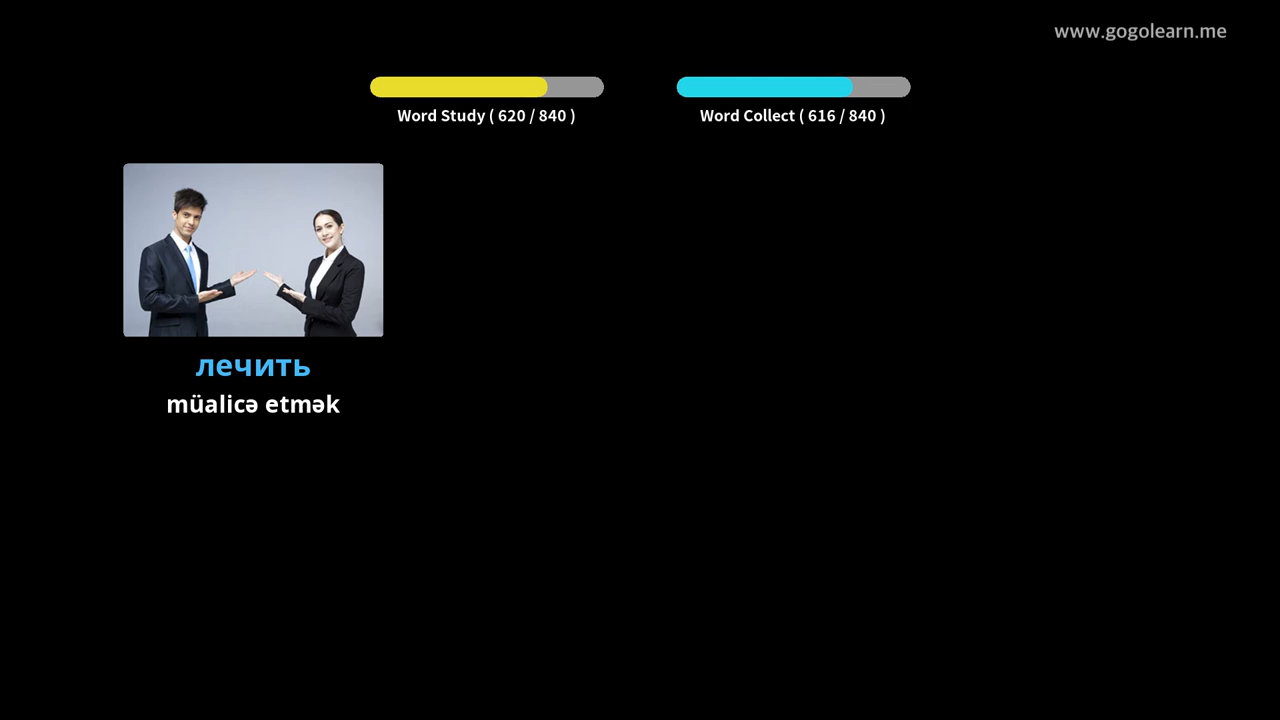 www.gogolearn.me
Word Study ( 620 / 840 )
Word Collect ( 616 / 840 )
лечить
müalicə etmək